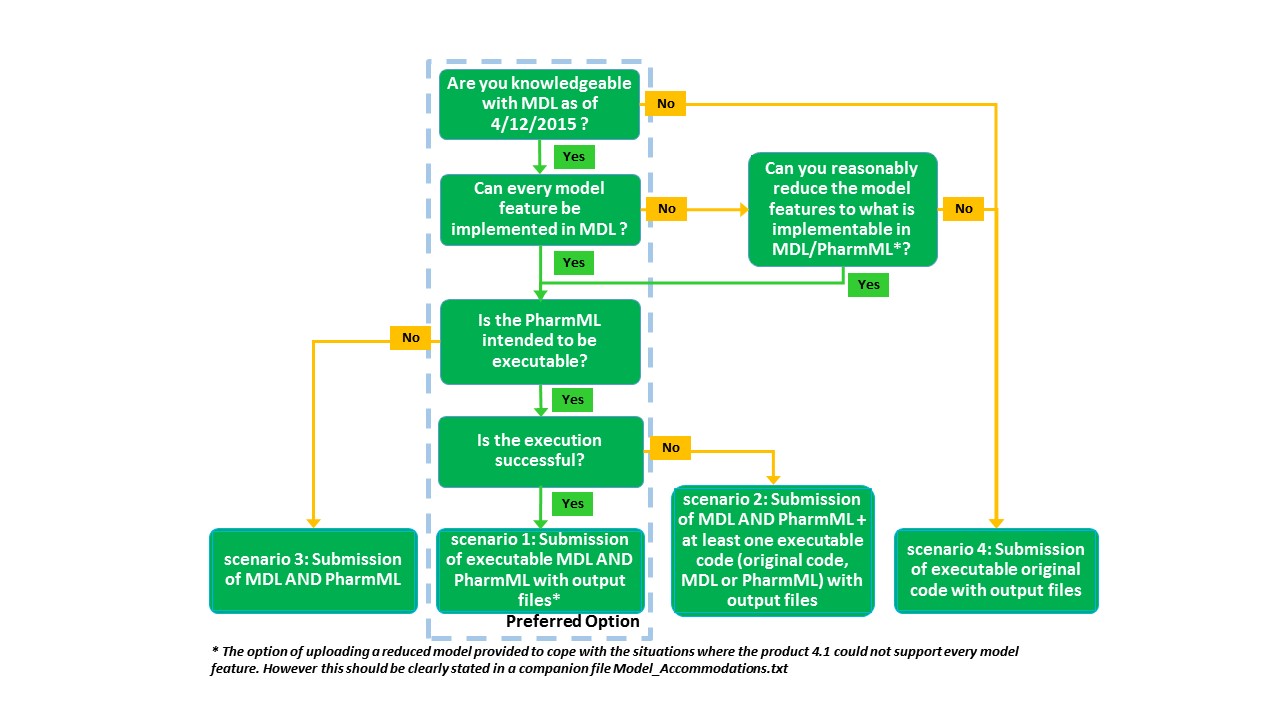 Are you knowledgeable
with MDL as of
4/12/2015 ?
No
Yes
Can every model
feature be
implemented in MDL ?
No
Can you reasonably
reduce the model
features to what is
implementable in
MDL/PharmML*?
No
Yes
Yes
Is the PharmML
intended to be
executable?
No
Yes
Is the execution
successful?
No
Yes
scenario 3: Submission
of MDL AND PharmML
scenario 1: Submission
of executable MDL AND
PharmML with output
files*
Preferred Option
scenario 2: Submission
of MDL AND PharmML +
at least one executable
code (original code,
MDL or PharmML) with
output files
scenario 4: Submission
of executable original
code with output files
* The option of uploading a reduced model provided to cope with the situations where the product 4.1 could not support every model
feature. However this should be clearly stated in a companion file Model_Accommodations.txt